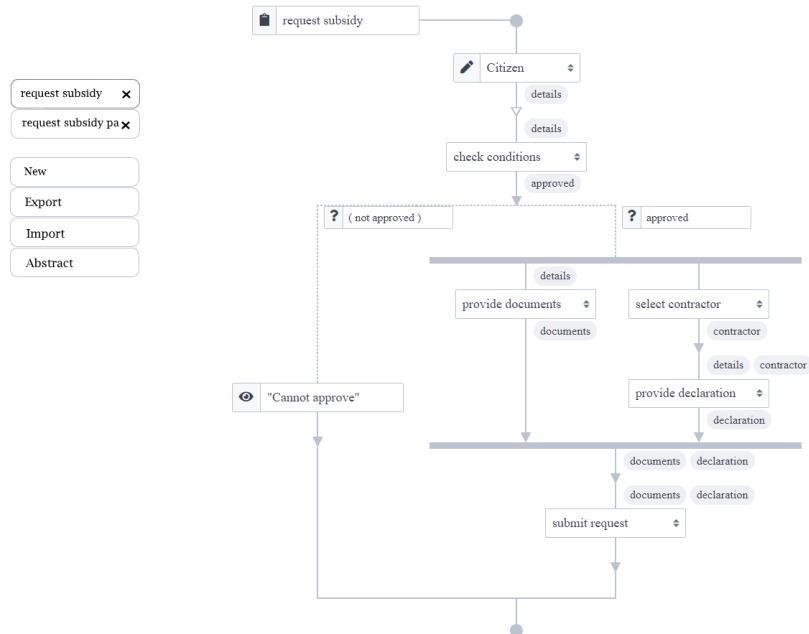 request subsidy
request subsidy pa
New
Export
Import
Abstract
request subsidy
Citizen
details
details
check conditions
approved
? ( not approved )
? approved
details
provide documents
select contractor
documents
contractor
details contractor
"Cannot approve"
provide declaration
declaration
documents declaration
documents declaration
submit request